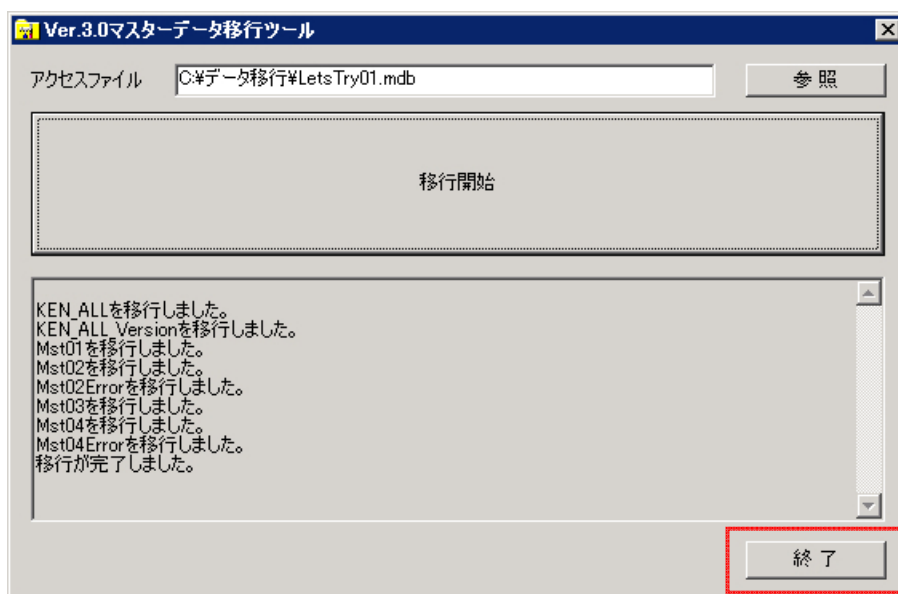 Ver.3.0マスターデータ移行ツール
アクセスファイル C:¥データ移行¥LetsTry01.mdb 参照
移行開始
KEN_ALLを移行しました。
KEN_ALL_Versionを移行しました。
Mst01を移行しました。
Mst02を移行しました。
Mst02Errorを移行しました。
Mst03を移行しました。
Mst04を移行しました。
Mst04Errorを移行しました。
移行が完了しました。
終了